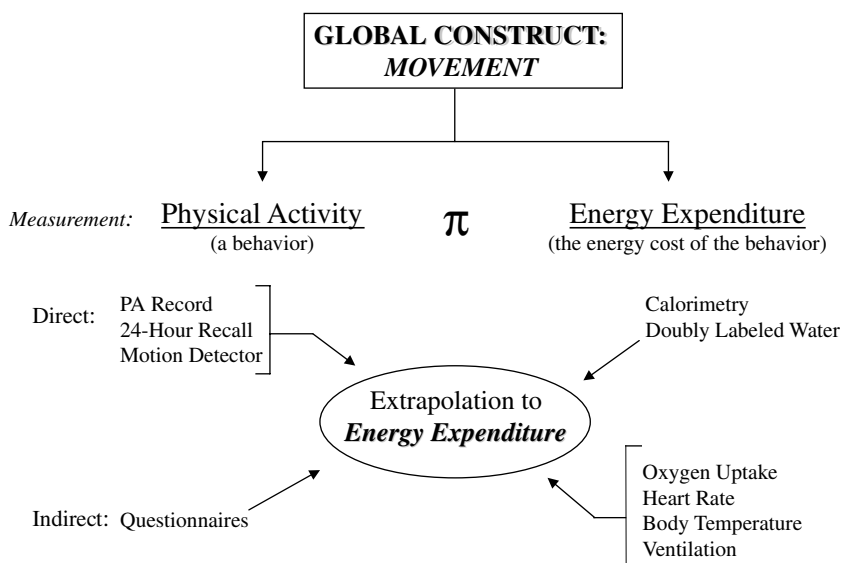 GLOBAL CONSTRUCT:
MOVEMENT
Measurement: Physical Activity π Energy Expenditure
(a behavior) (the energy cost of the behavior)
Direct: PA Record
24-Hour Recall
Motion Detector
Calorimetry
Doubly Labeled Water
Extrapolation to
Energy Expenditure
Indirect: Questionnaires
Oxygen Uptake
Heart Rate
Body Temperature
Ventilation